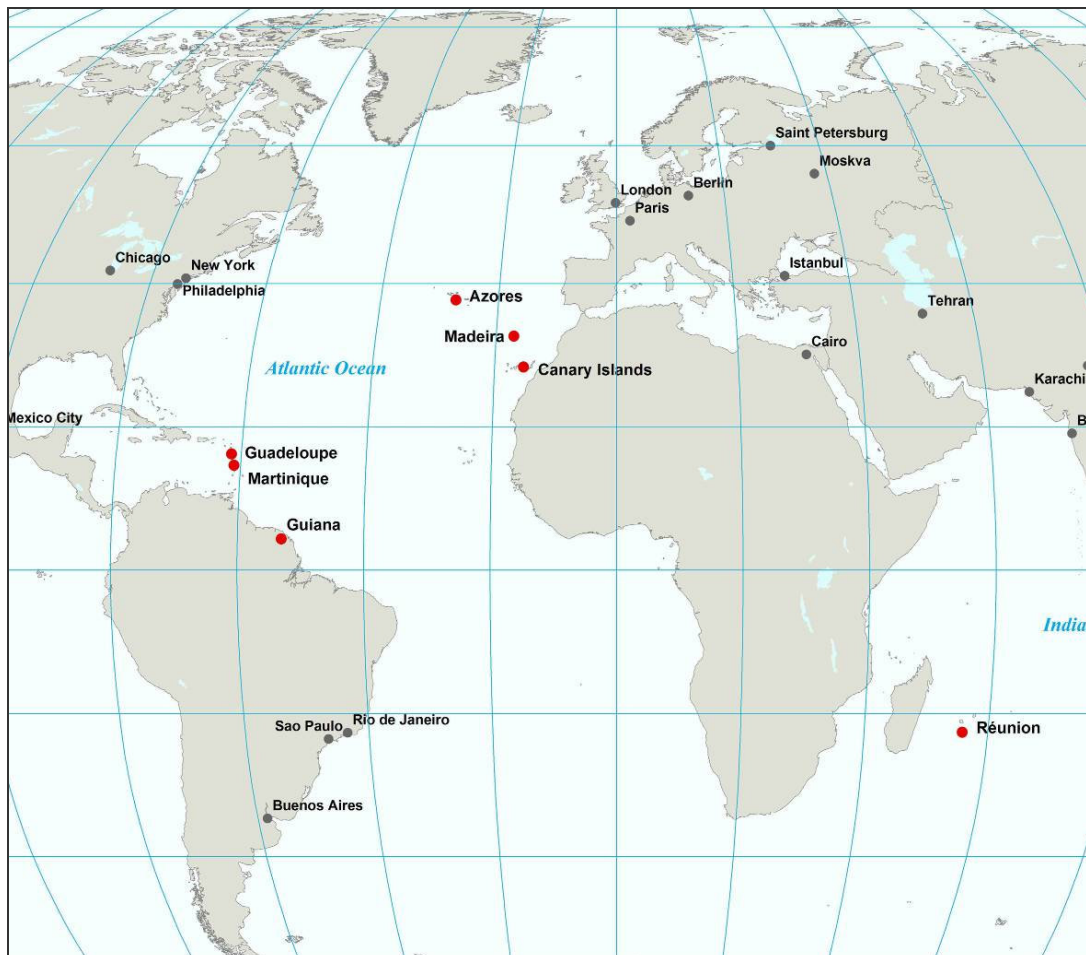 Saint Petersburg
Moskva
London
Berlin
Paris
Chicago
New York
Istanbul
Philadelphia
Azores
Tehran
Madeira
Cairo
Atlantic Ocean
Canary Islands
Karachi
Mexico City
B
Guadeloupe
Martinique
Guiana
India
Sao Paulo
Rio de Janeiro
Réunion
Buenos Aires